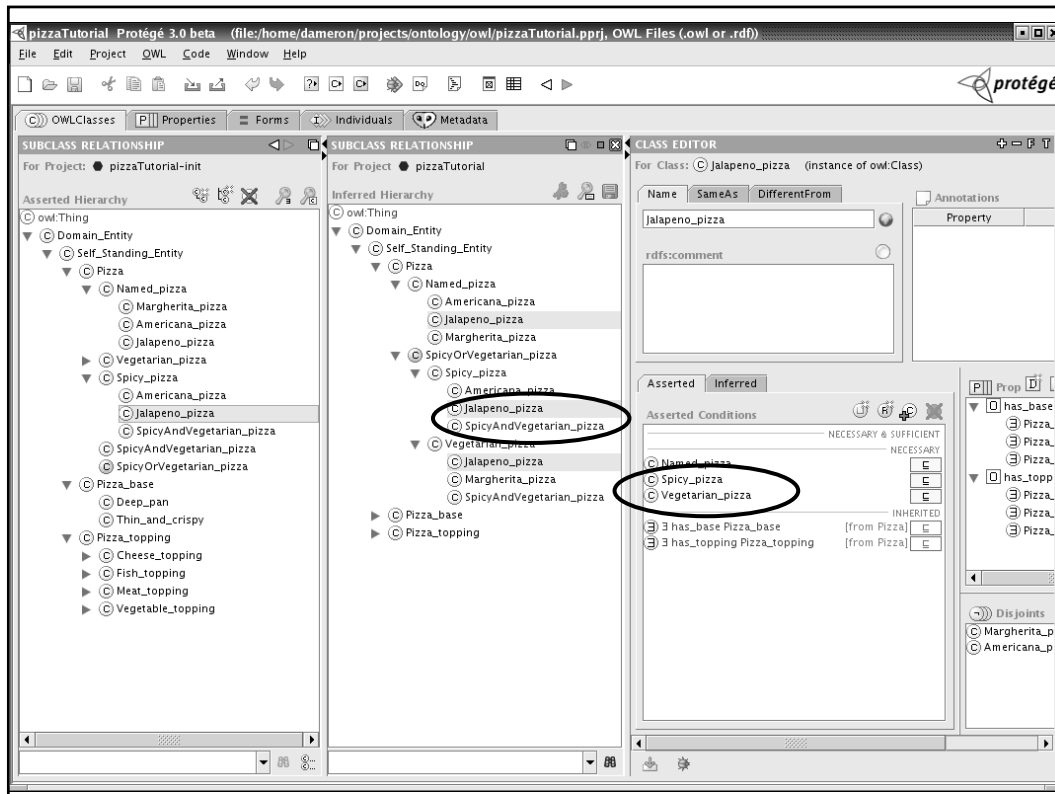 pizzaTutorial Protégé 3.0 beta (file:/home/dameron/projects/ontology/owl/pizzaTutorial.pprj, OWL Files (.owl or .rdf))
File Edit Project OWL Code Window Help
protégé
OWLClasses Properties Forms Individuals Metadata
SUBCLASS RELATIONSHIP
For Project: pizzaTutorial-init
Asserted Hierarchy
owl:Thing
Domain_Entity
Self_Standing_Entity
Pizza
Named_pizza
Margherita_pizza
Americana_pizza
Jalapeno_pizza
Vegetarian_pizza
Spicy_pizza
Americana_pizza
Jalapeno_pizza
SpicyAndVegetarian_pizza
SpicyAndVegetarian_pizza
SpicyOrVegetarian_pizza
Pizza_base
Deep_pan
Thin_and_crispy
Pizza_topping
Cheese_topping
Fish_topping
Meat_topping
Vegetable_topping
SUBCLASS RELATIONSHIP
For Project pizzaTutorial
Inferred Hierarchy
owl:Thing
Domain_Entity
Self_Standing_Entity
Pizza
Named_pizza
Americana_pizza
Jalapeno_pizza
Margherita_pizza
SpicyOrVegetarian_pizza
Spicy_pizza
Americana_pizza
Jalapeno_pizza
SpicyAndVegetarian_pizza
Vegetarian_pizza
Jalapeno_pizza
Margherita_pizza
SpicyAndVegetarian_pizza
Pizza_base
Pizza_topping
CLASS EDITOR
For Class: Jalapeno_pizza (instance of owl:Class)
Name SameAs DifferentFrom
Jalapeno_pizza
rdfs:comment
Annotations
Property
Asserted Inferred
Asserted Conditions
NECESSARY & SUFFICIENT
NECESSARY
Named_pizza
Spicy_pizza
Vegetarian_pizza
INHERITED
∃ has_base Pizza_base [from Pizza]
∃ has_topping Pizza_topping [from Pizza]
Prop
has_base
Pizza_
Pizza_
Pizza_
has_topp
Pizza_
Pizza_
Pizza_
Disjoints
Margherita_p
Americana_p